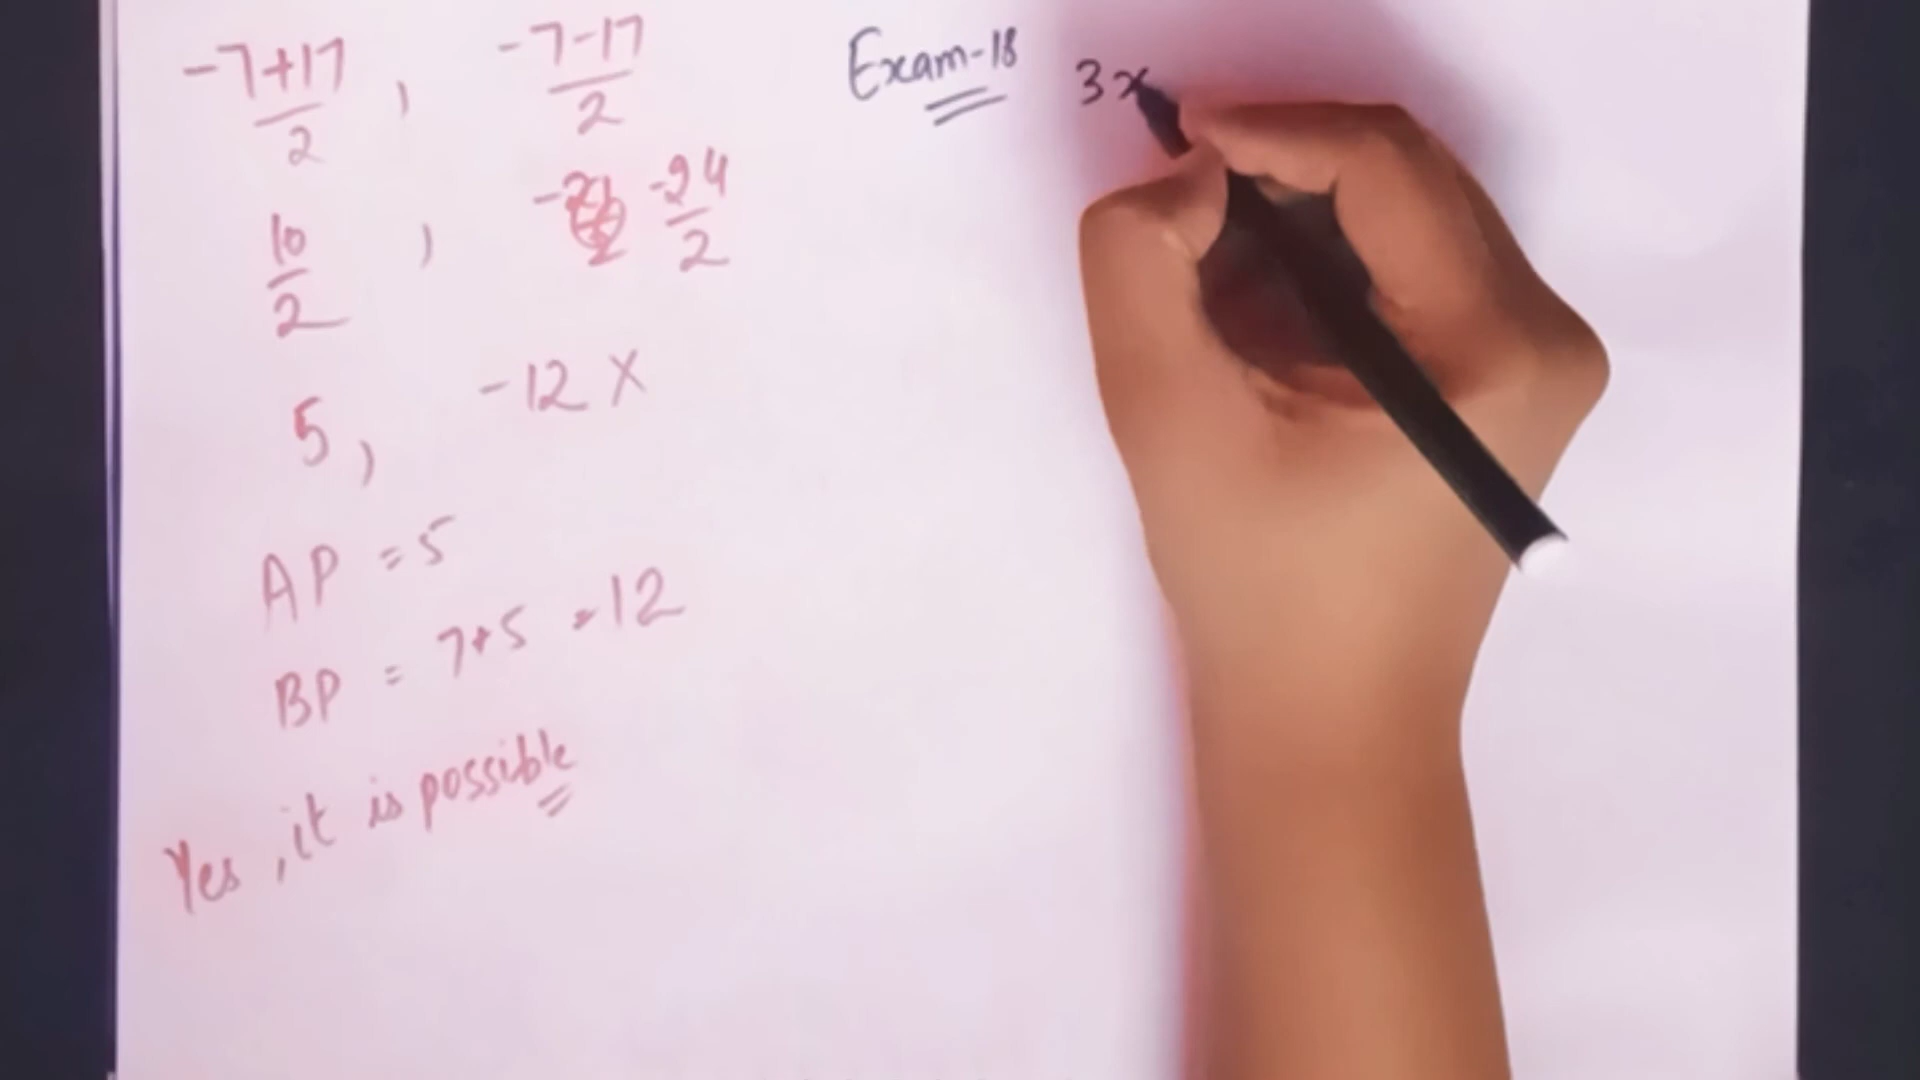 -7+17/2 , -7-17/2
10/2 , -24/2
5, -12 X
AP = 5
BP = 7+5 = 12
Yes, it is possible
Exam-18 3x